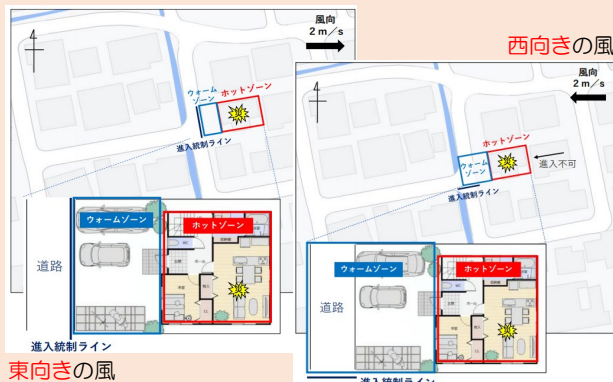 風向
2 m／s
4
ウォーム
ゾーン
ホットゾーン
進入統制ライン
ウォームゾーン
ホットゾーン
道路
進入統制ライン
東向きの風
西向きの風
風向
2 m／s
4
ホットゾーン
ウォーム
ゾーン
進入不可
進入統制ライン
ウォームゾーン
ホットゾーン
道路
進入統制ライン